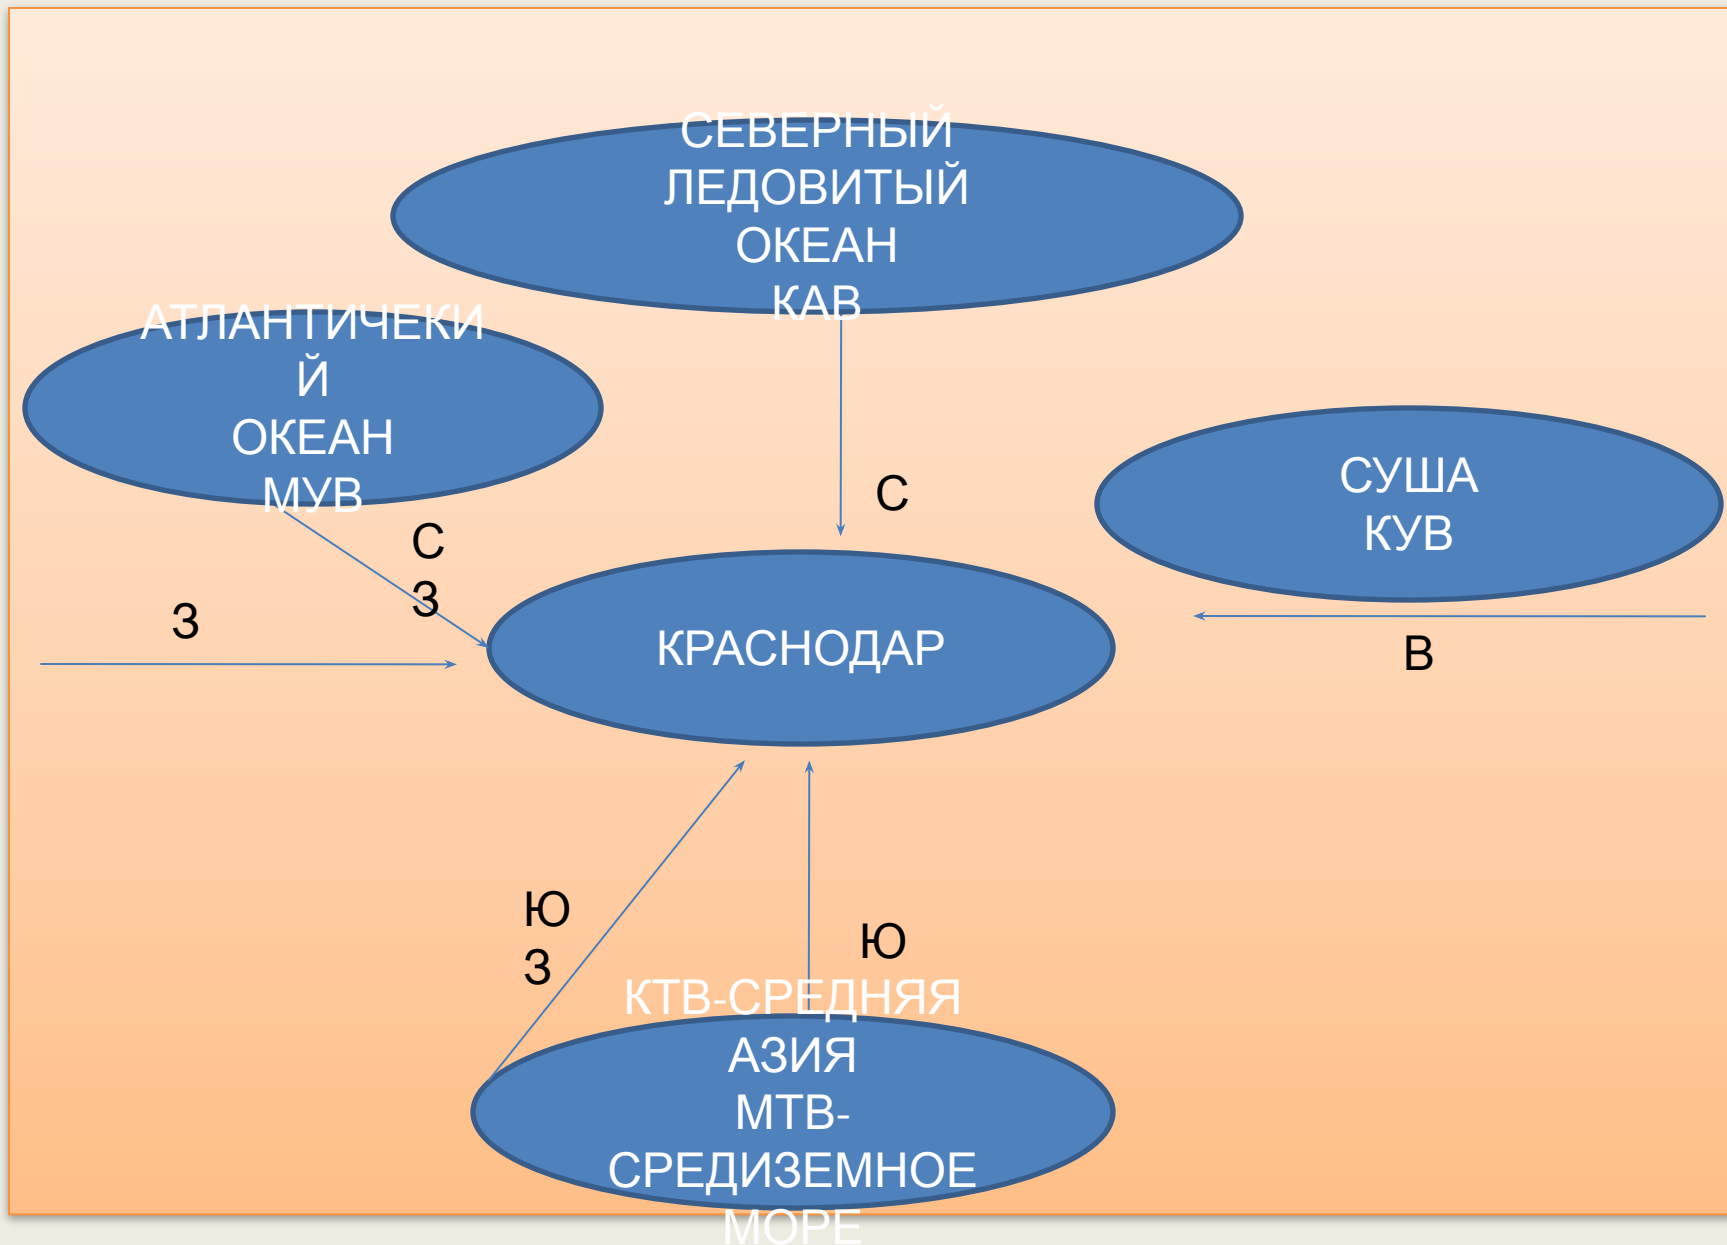 СЕВЕРНЫЙ
ЛЕДОВИТЫЙ
ОКЕАН
КАВ
АТЛАНТИЧЕКИ
Й
ОКЕАН
МУВ
СУША
КУВ
С
С
З
З
В
КРАСНОДАР
Ю
З
Ю
КТВ-СРЕДНЯЯ
АЗИЯ
МТВ-
СРЕДИЗЕМНОЕ
МОРЕ